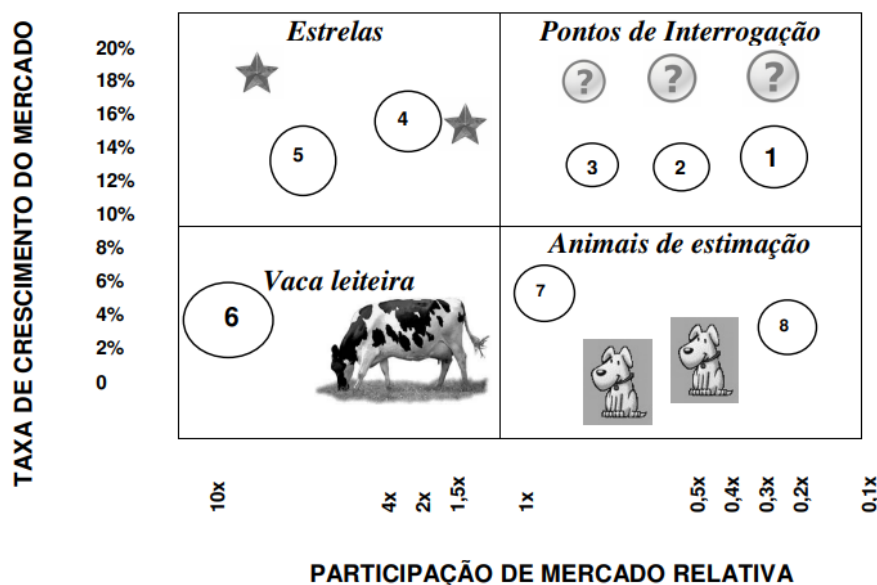 TAXA DE CRESCIMENTO DO MERCADO
20%
18%
16%
14%
12%
10%
8%
6%
4%
2%
0
Estrelas
4
5
Pontos de Interrogação
? ? ?
3 2 1
Vaca leiteira
6
Animais de estimação
7
8
10x 4x 2x 1,5x 1x 0,5x 0,4x 0,3x 0,2x 0,1x
PARTICIPAÇÃO DE MERCADO RELATIVA